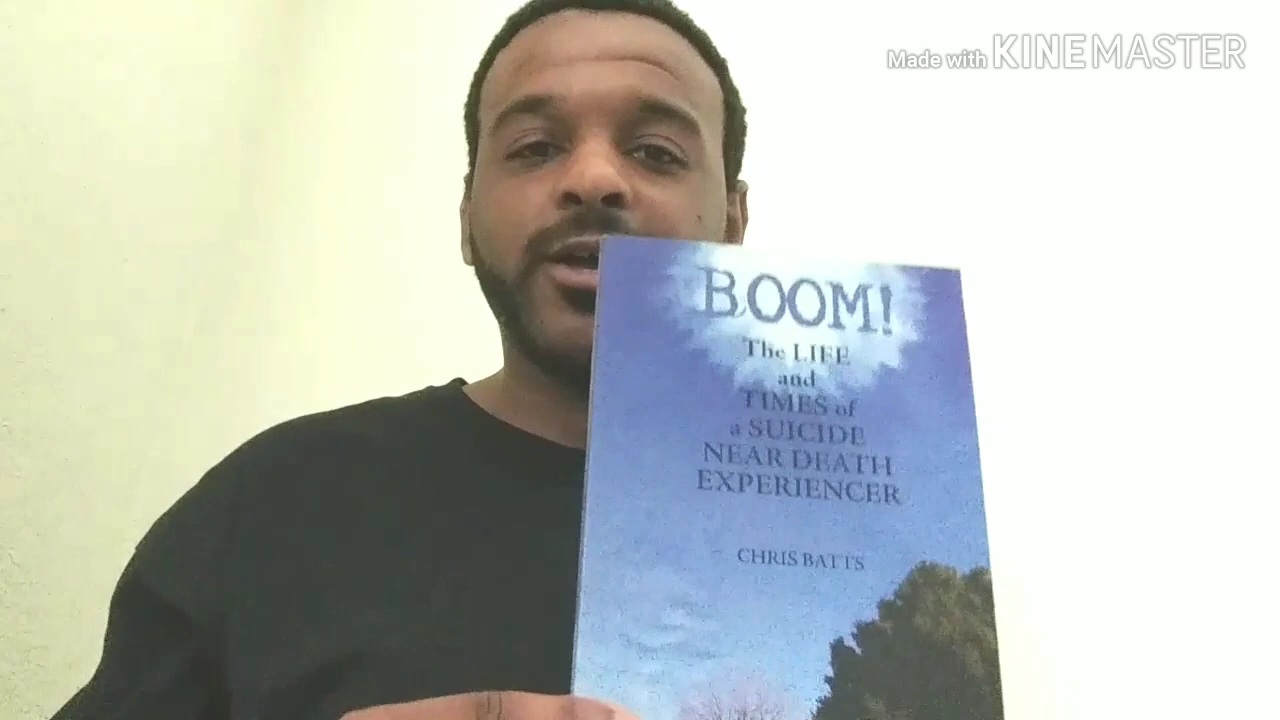 Made with KINEMASTER
BOOM!
The LIFE
and
TIMES of
a SUICIDE
NEAR DEATH
EXPERIENCER
CHRIS BATTS